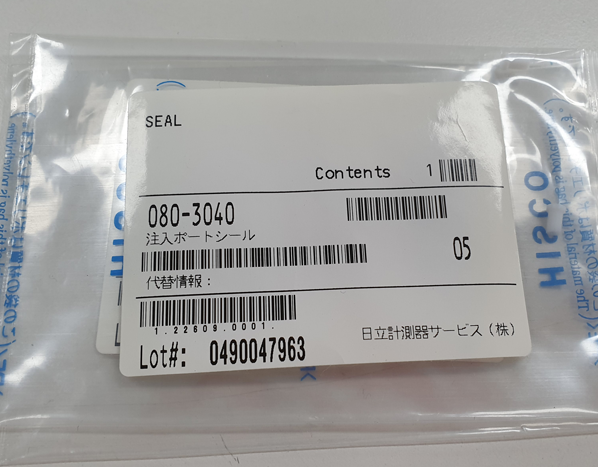 SEAL
Contents 1
080-3040
注入ポートシール
05
代替情報：
1.22609.0001.
日立計測器サービス（株）
Lot#: 0490047963
HISCO